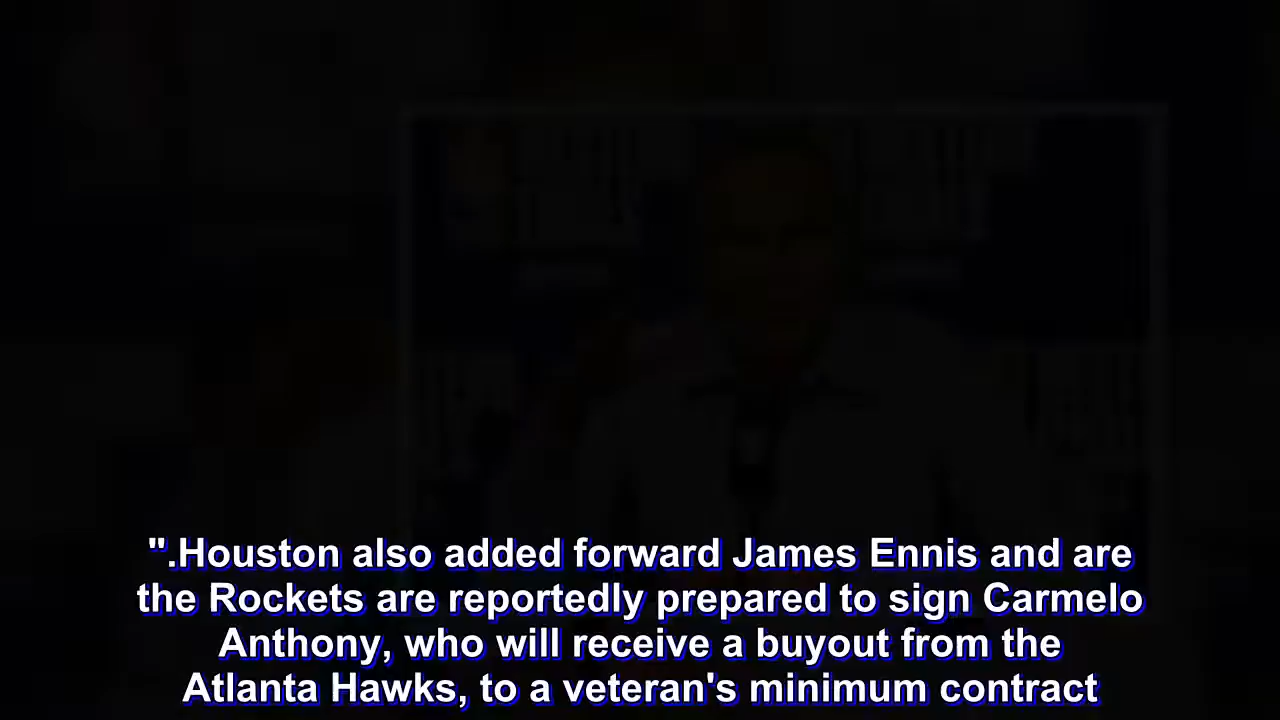 ".Houston also added forward James Ennis and are
the Rockets are reportedly prepared to sign Carmelo
Anthony, who will receive a buyout from the
Atlanta Hawks, to a veteran's minimum contract